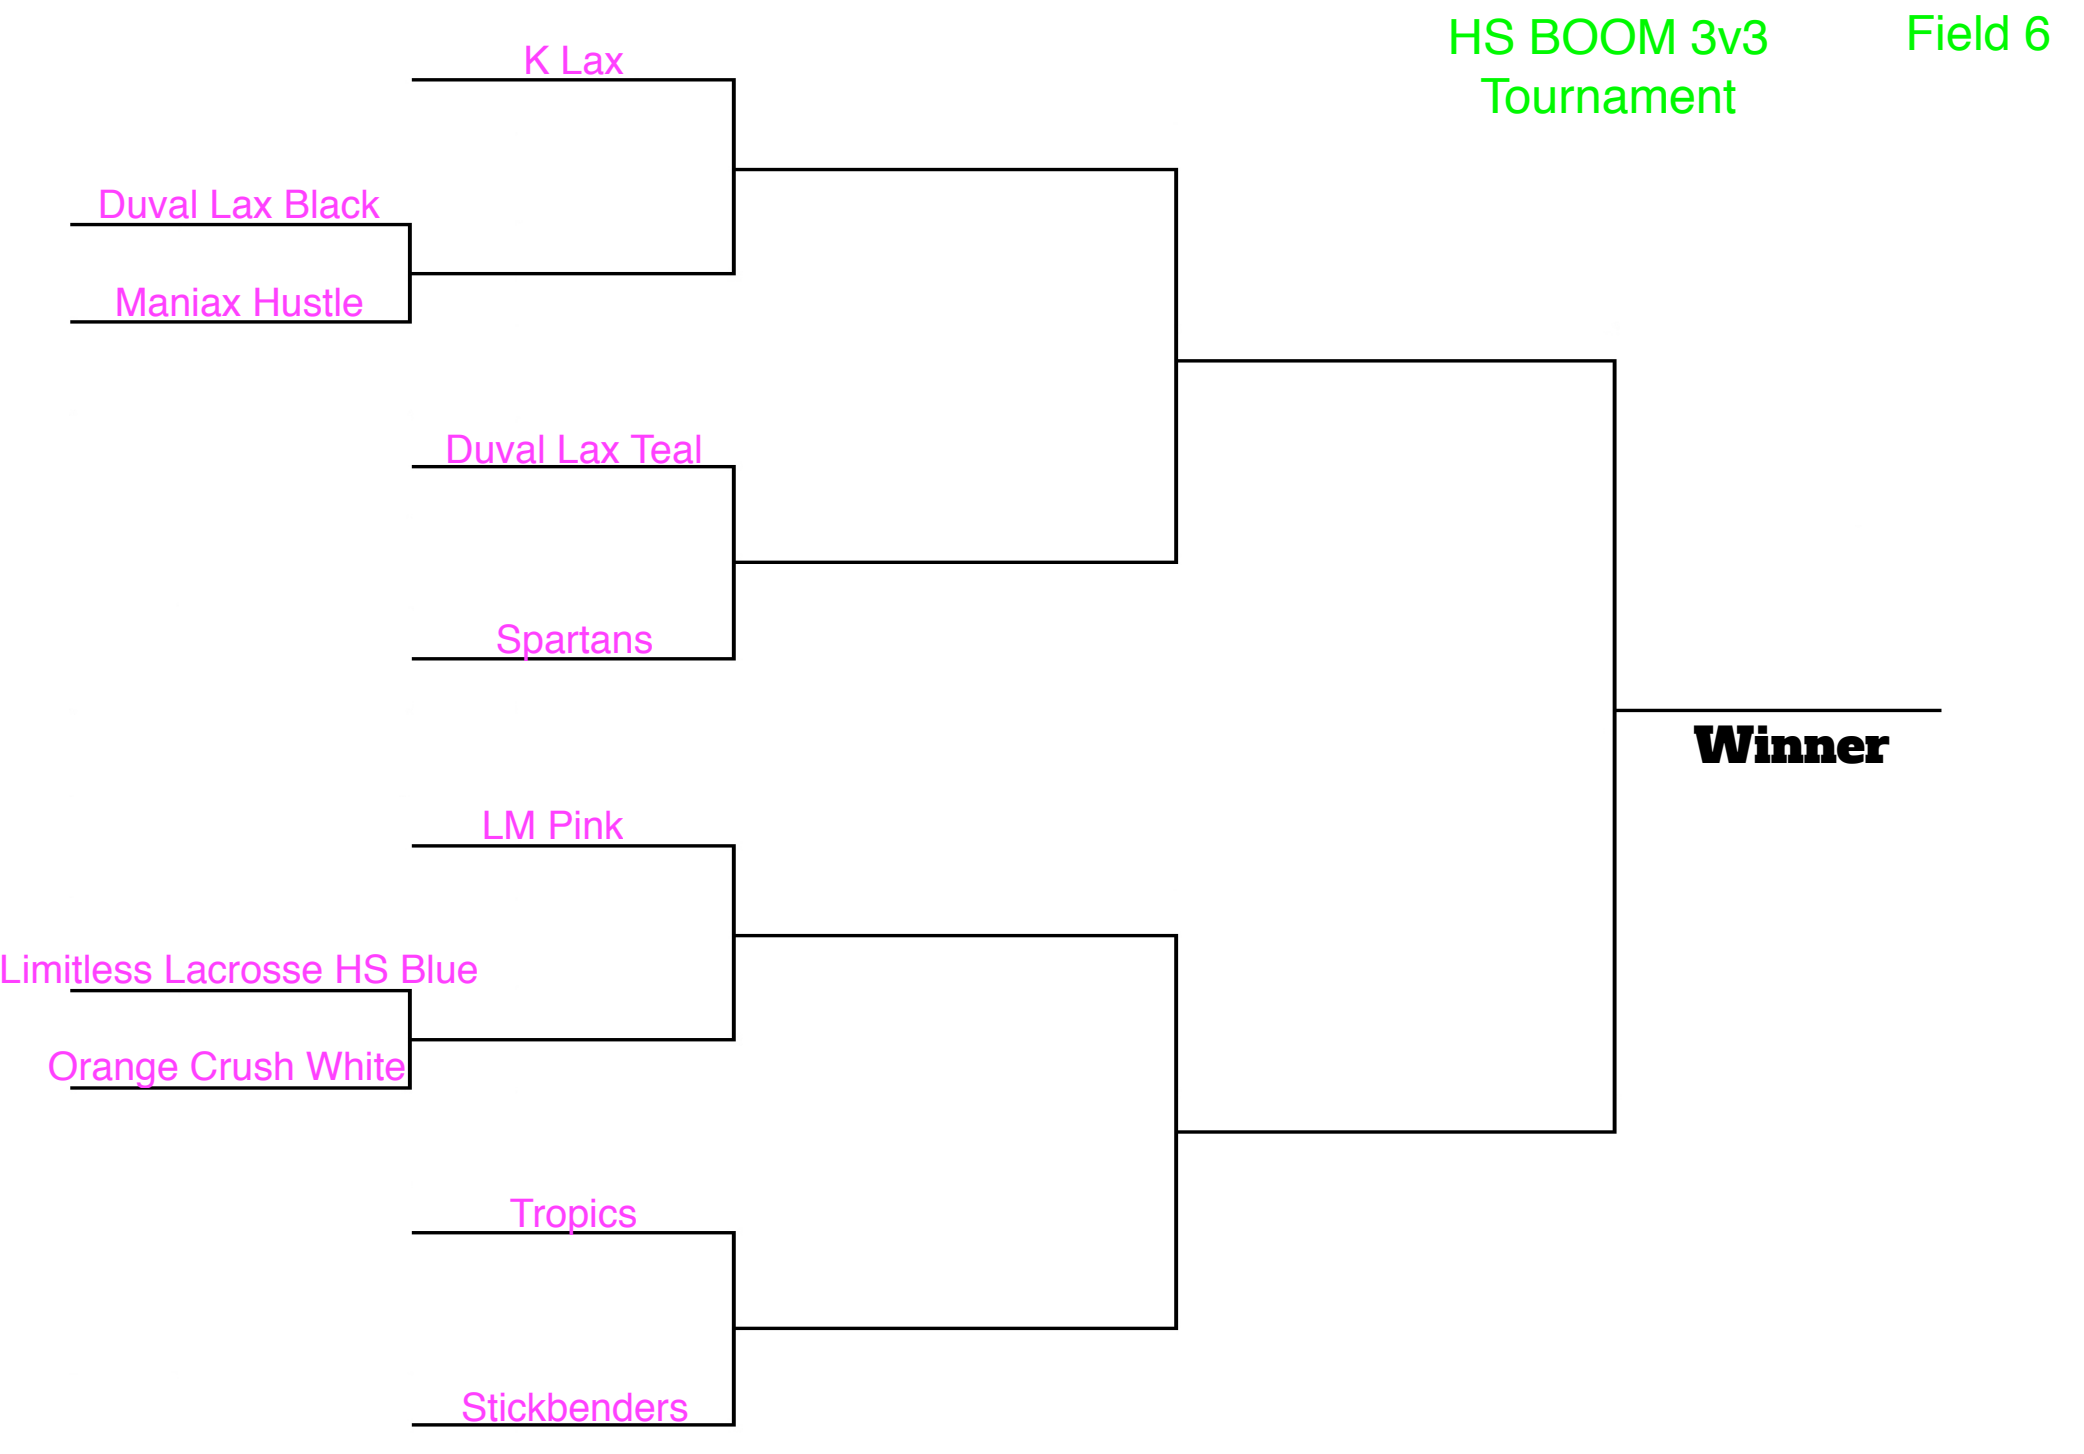 HS BOOM 3v3
Tournament
Field 6
K Lax
Duval Lax Black
Maniax Hustle
Duval Lax Teal
Spartans
Winner
LM Pink
Limitless Lacrosse HS Blue
Orange Crush White
Tropics
Stickbenders